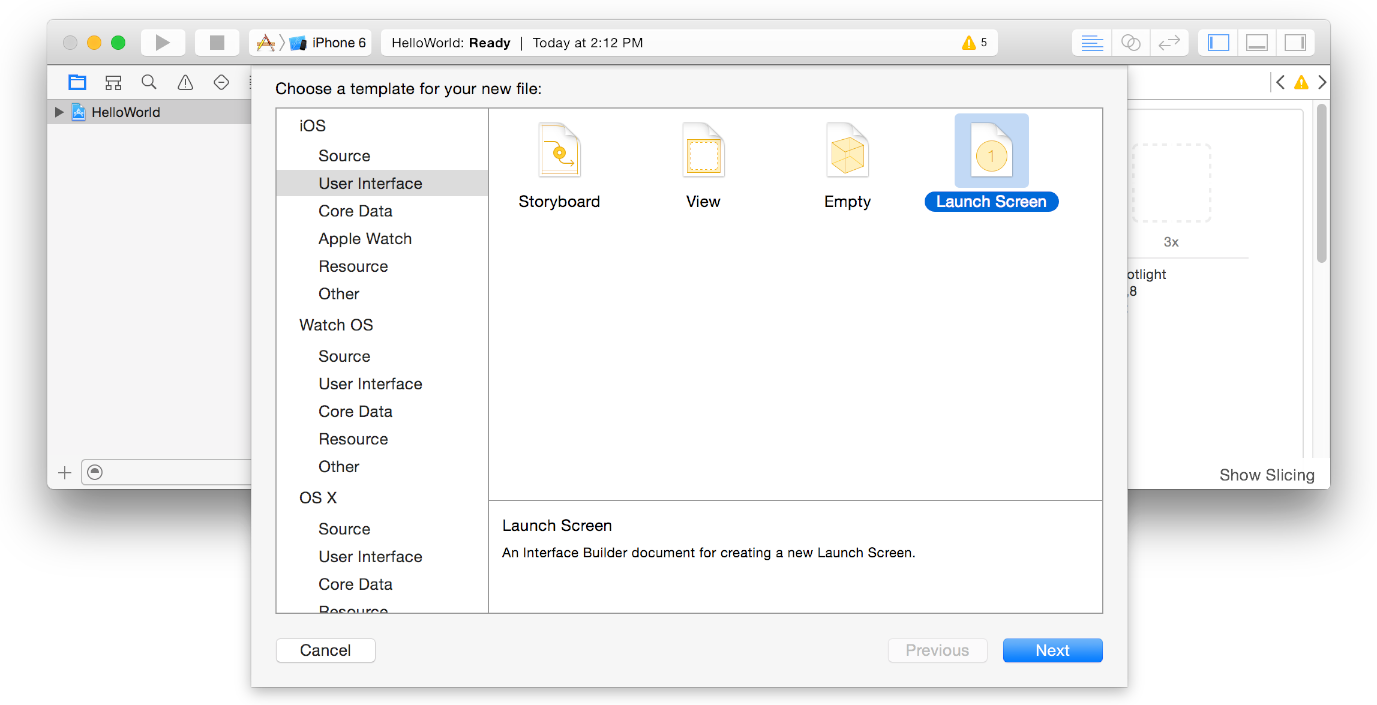 iPhone 6
HelloWorld: Ready | Today at 2:12 PM
5
HelloWorld
Choose a template for your new file:
iOS
Source
User Interface
Core Data
Apple Watch
Resource
Other
Watch OS
Source
User Interface
Core Data
Resource
Other
OS X
Source
User Interface
Core Data
Resource
Storyboard
View
Empty
1
Launch Screen
Launch Screen
An Interface Builder document for creating a new Launch Screen.
Cancel
Previous
Next
3x
otlight
,8
Show Slicing